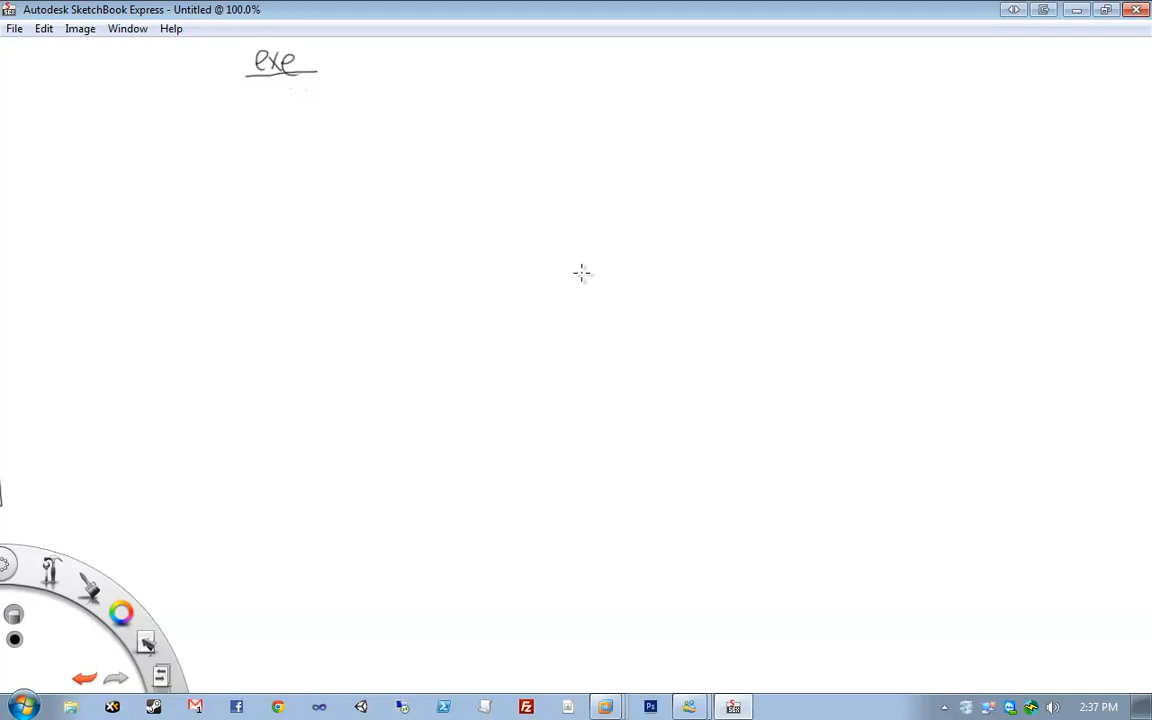 Autodesk SketchBook Express - Untitled @ 100.0%
File Edit Image Window Help
exe
2:37 PM